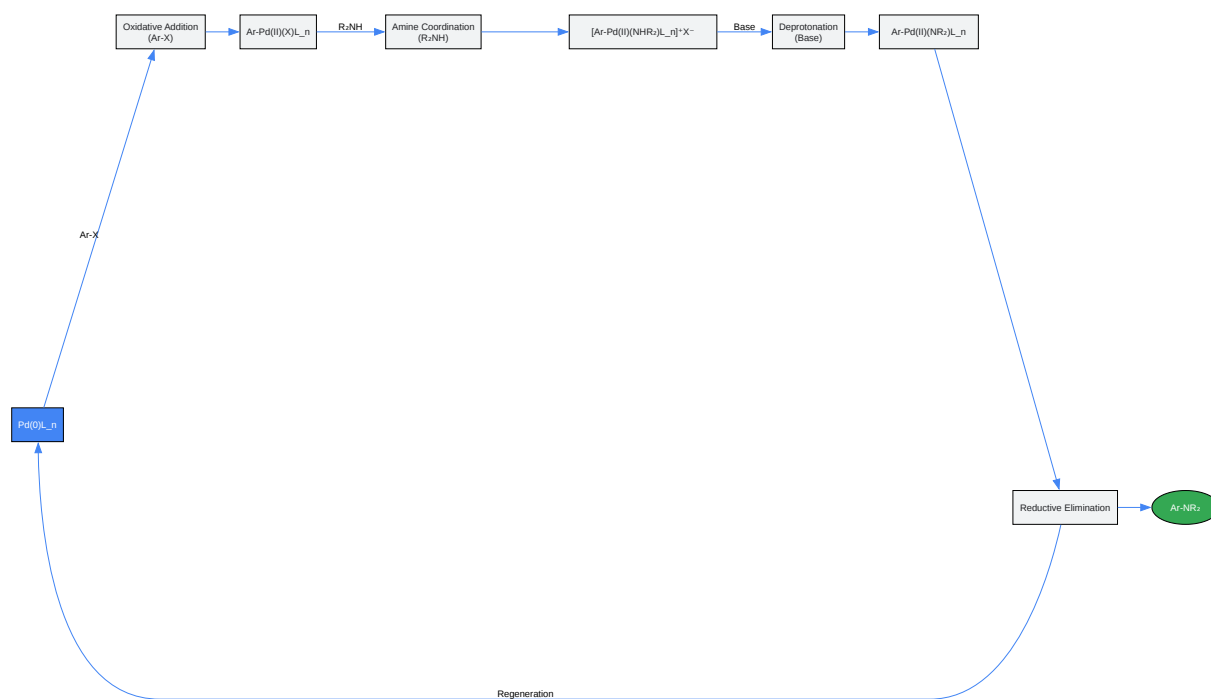 Oxidative Addition
(Ar-X)
Ar-Pd(II)(X)L_n
R₂NH
Amine Coordination
(R₂NH)
[Ar-Pd(II)(NHR₂)L_n]⁺X⁻
Base
Deprotonation
(Base)
Ar-Pd(II)(NR₂)L_n
Ar-X
Pd(0)L_n
Reductive Elimination
Ar-NR₂
Regeneration